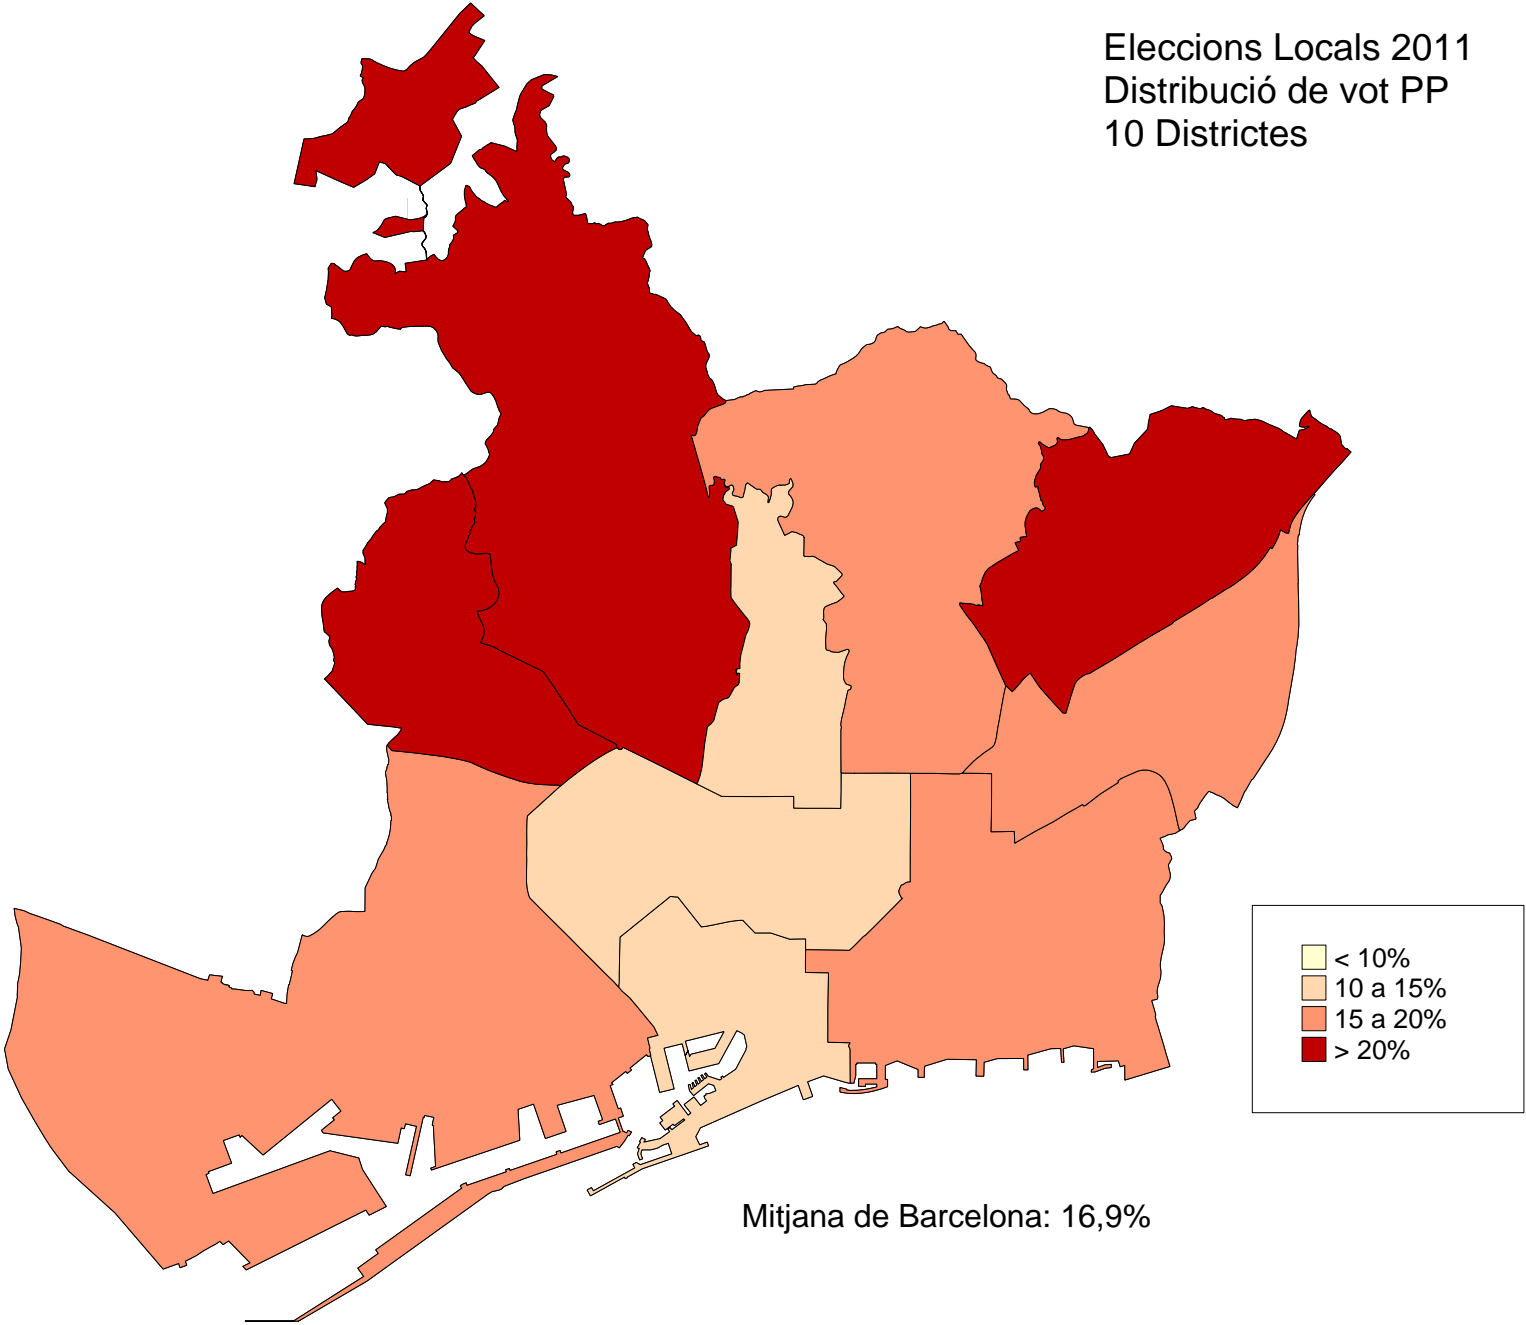 Eleccions Locals 2011
Distribució de vot PP
10 Districtes
< 10%
10 a 15%
15 a 20%
> 20%
Mitjana de Barcelona: 16,9%